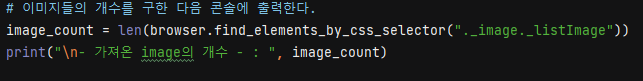 # 이미지들의 개수를 구한 다음 콘솔에 출력한다.
image_count = len(browser.find_elements_by_css_selector("._image._listImage"))
print("\n- 가져온 image의 개수 - : ", image_count)